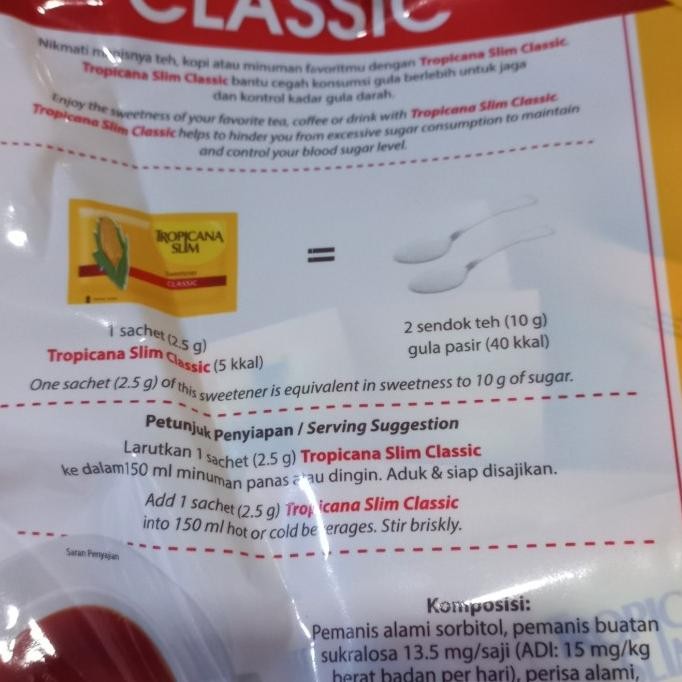 CLASSIC
Nikmati manisnya teh, kopi atau minuman favoritmu dengan Tropicana Slim Classic.
Tropicana Slim Classic bantu cegah konsumsi gula berlebih untuk jaga
dan kontrol kadar gula darah.
Enjoy the sweetness of your favorite tea, coffee or drink with Tropicana Slim Classic.
Tropicana Slim Classic helps to hinder you from excessive sugar consumption to maintain
and control your blood sugar level.
TROPICANA
SLIM
Sweetener
CLASSIC
=
1 sachet (2.5 g)
Tropicana Slim Classic (5 kkal)
2 sendok teh (10 g)
gula pasir (40 kkal)
One sachet (2.5 g) of this sweetener is equivalent in sweetness to 10 g of sugar.
Petunjuk Penyiapan / Serving Suggestion
Larutkan 1 sachet (2.5 g) Tropicana Slim Classic
ke dalam150 ml minuman panas atau dingin. Aduk & siap disajikan.
Add 1 sachet (2.5 g) Tropicana Slim Classic
into 150 ml hot or cold beverages. Stir briskly.
Saran Penyajian
Komposisi:
Pemanis alami sorbitol, pemanis buatan
sukralosa 13.5 mg/saji (ADI: 15 mg/kg
berat badan per hari), perisa alami,